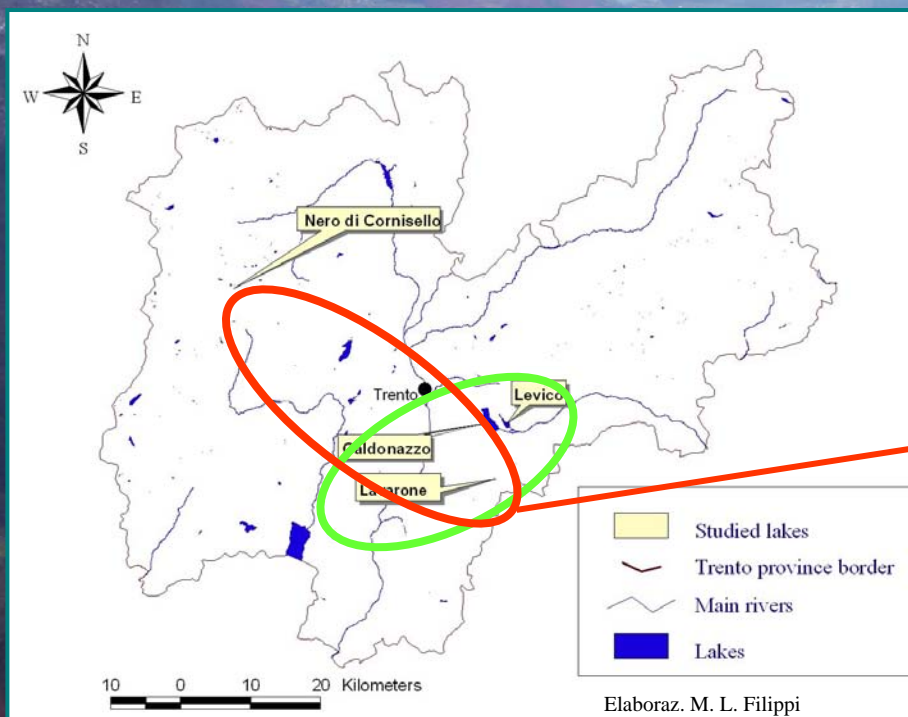 N
W E
S
Nero di Cornisello
Trento
Levico
Caldonazzo
Lavarone
Studied lakes
Trento province border
Main rivers
Lakes
10 0 10 20 Kilometers
Elaboraz. M. L. Filippi